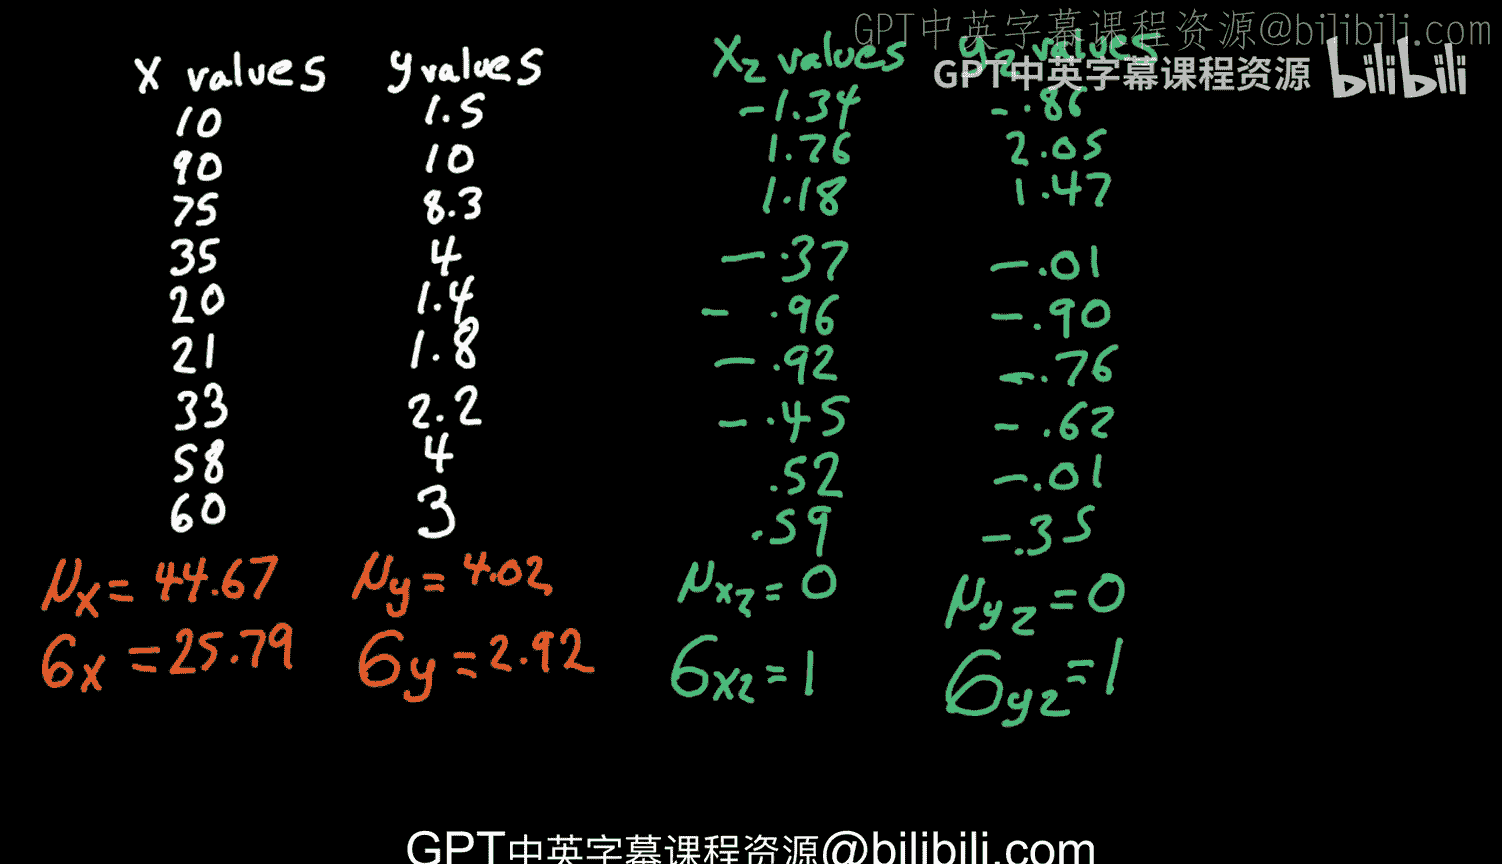 GPT中英字幕课程资源@bilibili.com
GPT中英字幕课程资源 bilibili
x values y values xz values yz values
10 1.5 -1.34 -.86
90 10 1.76 2.05
75 8.3 1.18 1.47
35 4 -.37 -.01
20 1.4 -.96 -.90
21 1.8 -.92 -.76
33 2.2 -.45 -.62
58 4 .52 -.01
60 3 .59 -.35
μx = 44.67 μy = 4.02 μxz = 0 μyz = 0
6x = 25.79 6y = 2.92 6xz = 1 6yz = 1
GPT中英字幕课程资源@bilibili.com